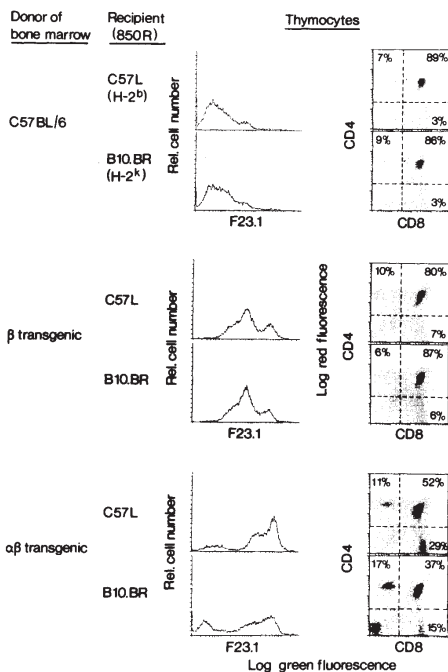 Donor of bone marrow
Recipient (850R)
Thymocytes
C57BL/6
C57L (H-2b)
Rel. cell number
CD4
7% 89%
3%
B10.BR (H-2k)
9% 86%
3%
F23.1
CD8
β transgenic
C57L
Rel. cell number
Log red fluorescence
CD4
10% 80%
7%
B10.BR
6% 87%
6%
F23.1
CD8
αβ transgenic
C57L
Rel. cell number
CD4
11% 52%
29%
B10.BR
17% 37%
15%
F23.1
CD8
Log green fluorescence